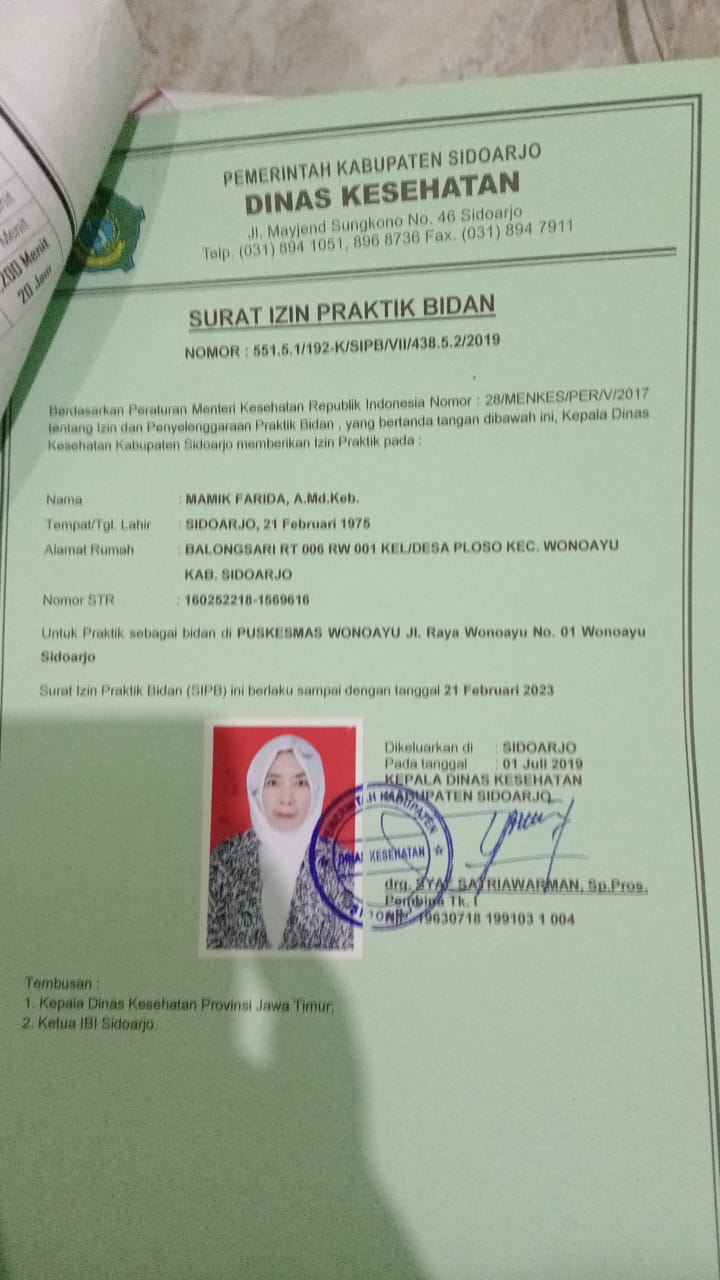 Menit
1.200 Menit
20 Jam
PEMERINTAH KABUPATEN SIDOARJO
DINAS KESEHATAN
Jl. Mayjend Sungkono No. 46 Sidoarjo
Telp. (031) 894 1051, 896 8736 Fax. (031) 894 7911
SURAT IZIN PRAKTIK BIDAN
NOMOR : 551.5.1/192-K/SIPB/VII/438.5.2/2019
Berdasarkan Peraturan Menteri Kesehatan Republik Indonesia Nomor : 28/MENKES/PER/V/2017
tentang Izin dan Penyelenggaraan Praktik Bidan , yang bertanda tangan dibawah ini, Kepala Dinas
Kesehatan Kabupaten Sidoarjo memberikan Izin Praktik pada :
Nama : MAMIK FARIDA, A.Md.Keb.
Tempat/Tgl. Lahir : SIDOARJO, 21 Februari 1975
Alamat Rumah : BALONGSARI RT 006 RW 001 KEL/DESA PLOSO KEC. WONOAYU
KAB. SIDOARJO
Nomor STR : 160252218-1569616
Untuk Praktik sebagai bidan di PUSKESMAS WONOAYU Jl. Raya Wonoayu No. 01 Wonoayu
Sidoarjo
Surat Izin Praktik Bidan (SIPB) ini berlaku sampai dengan tanggal 21 Februari 2023
Dikeluarkan di : SIDOARJO
Pada tanggal : 01 Juli 2019
KEPALA DINAS KESEHATAN
KABUPATEN SIDOARJO
PEMERINTAH KABUPATEN
DINAS KESEHATAN
drg. SYAF SATRIAWARMAN, Sp.Pros.
Pembina Tk. I
NIP. 19630718 199103 1 004
Tembusan :
1. Kepala Dinas Kesehatan Provinsi Jawa Timur;
2. Ketua IBI Sidoarjo.